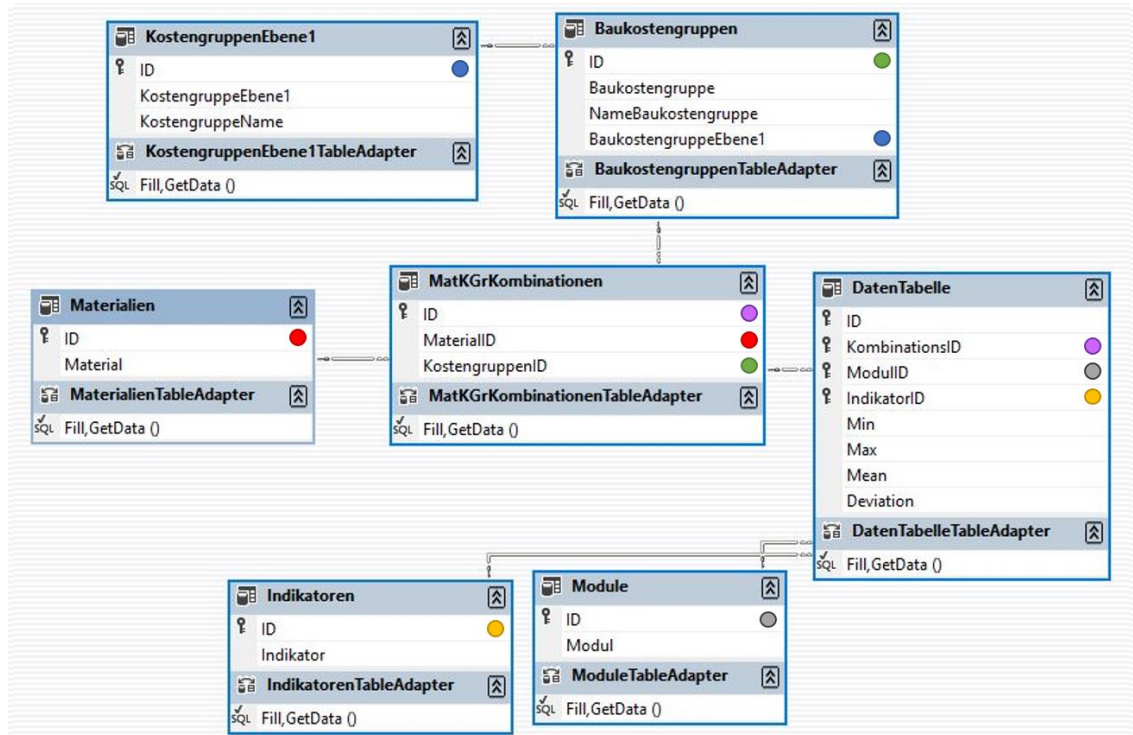 KostengruppenEbene1
ID
KostengruppeEbene1
KostengruppeName
KostengruppenEbene1TableAdapter
SQL Fill,GetData ()
Baukostengruppen
ID
Baukostengruppe
NameBaukostengruppe
BaukostengruppeEbene1
BaukostengruppenTableAdapter
SQL Fill,GetData ()
Materialien
ID
Material
MaterialienTableAdapter
SQL Fill,GetData ()
MatKGrKombinationen
ID
MaterialID
KostengruppenID
MatKGrKombinationenTableAdapter
SQL Fill,GetData ()
DatenTabelle
ID
KombinationsID
ModulID
IndikatorID
Min
Max
Mean
Deviation
DatenTabelleTableAdapter
SQL Fill,GetData ()
Indikatoren
ID
Indikator
IndikatorenTableAdapter
SQL Fill,GetData ()
Module
ID
Modul
ModuleTableAdapter
SQL Fill,GetData ()